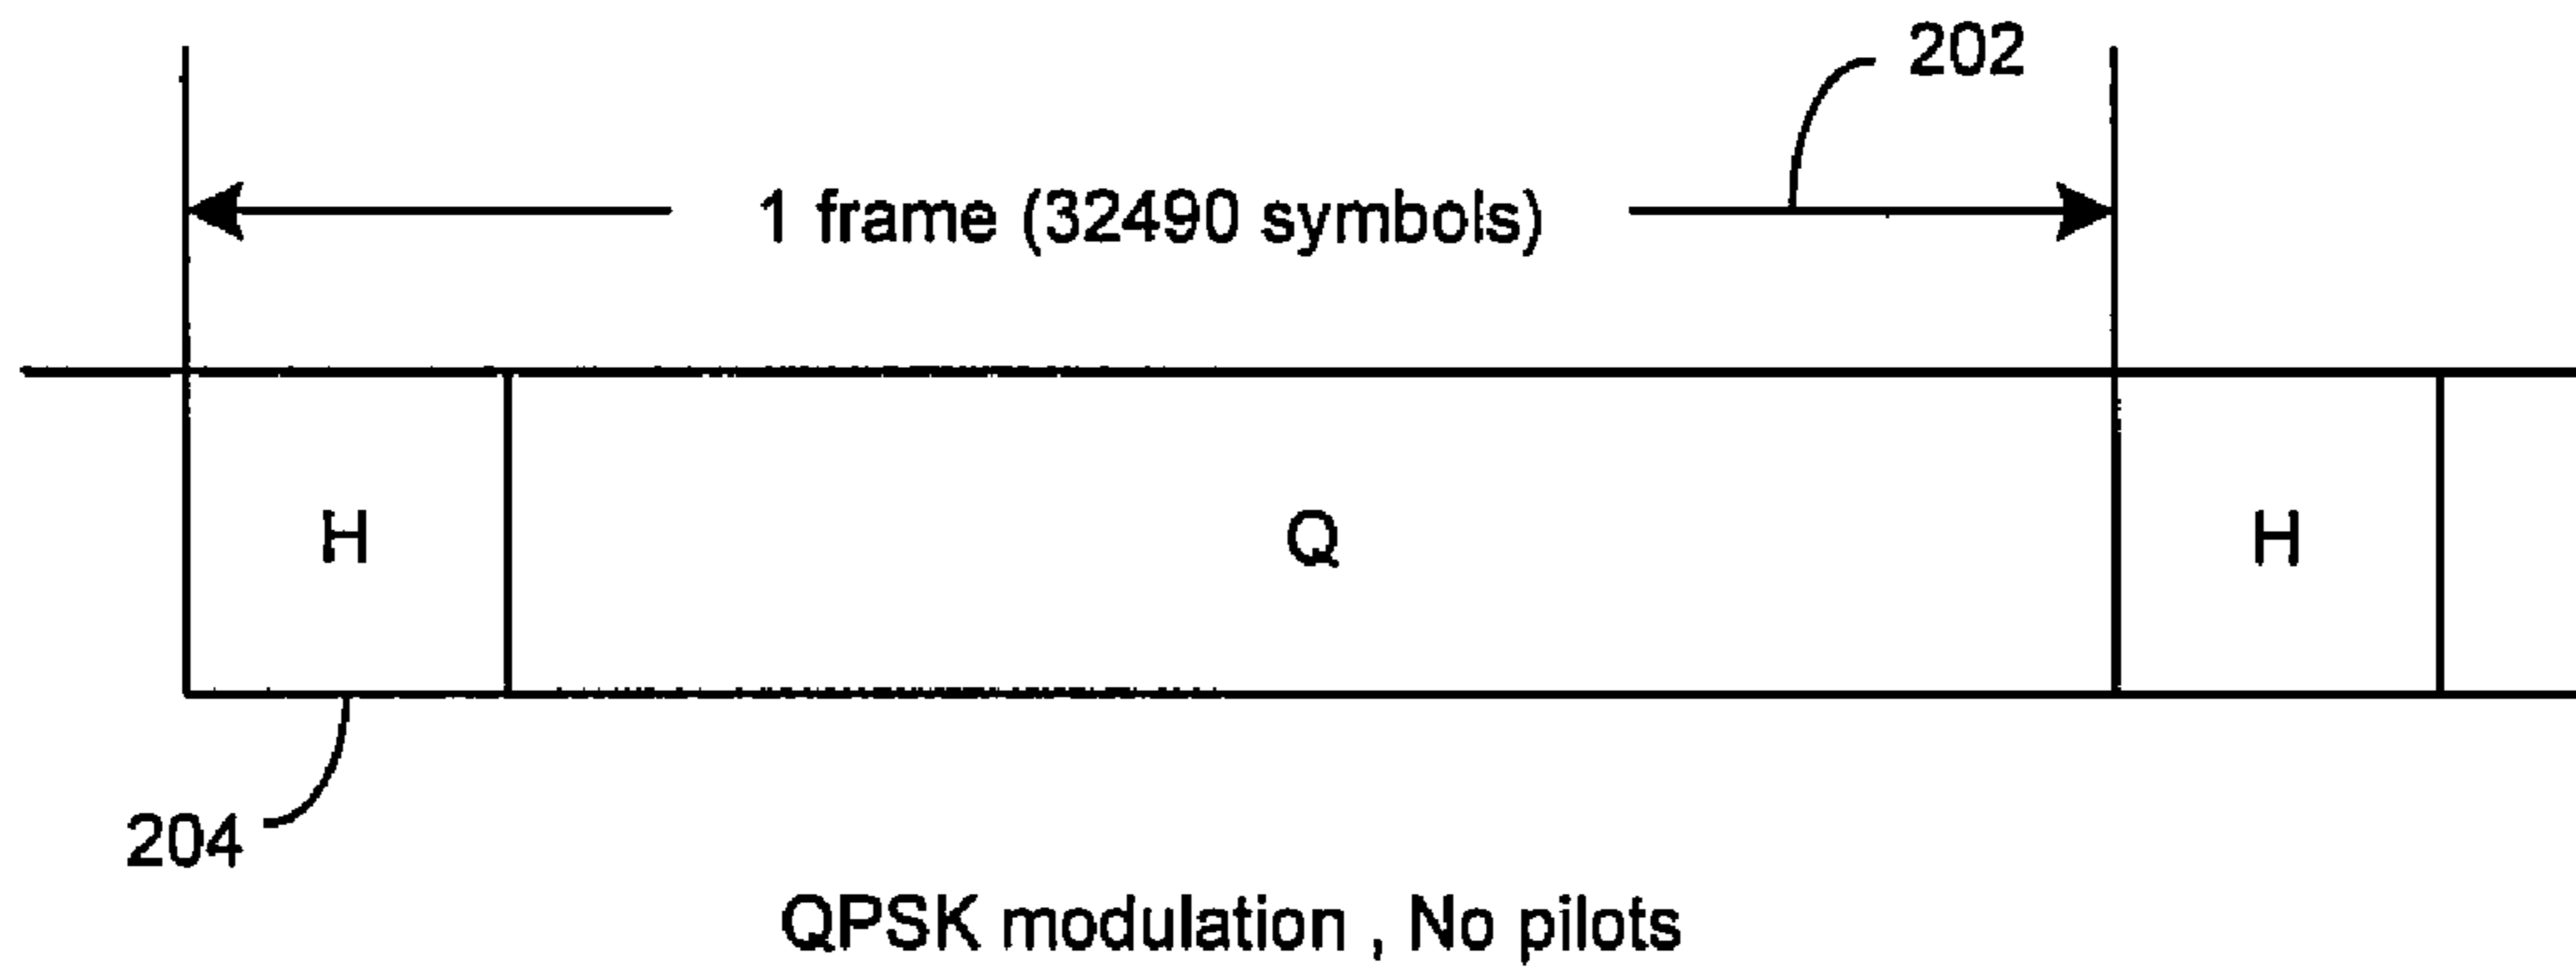 202
1 frame (32490 symbols)
H Q H
204
QPSK modulation , No pilots